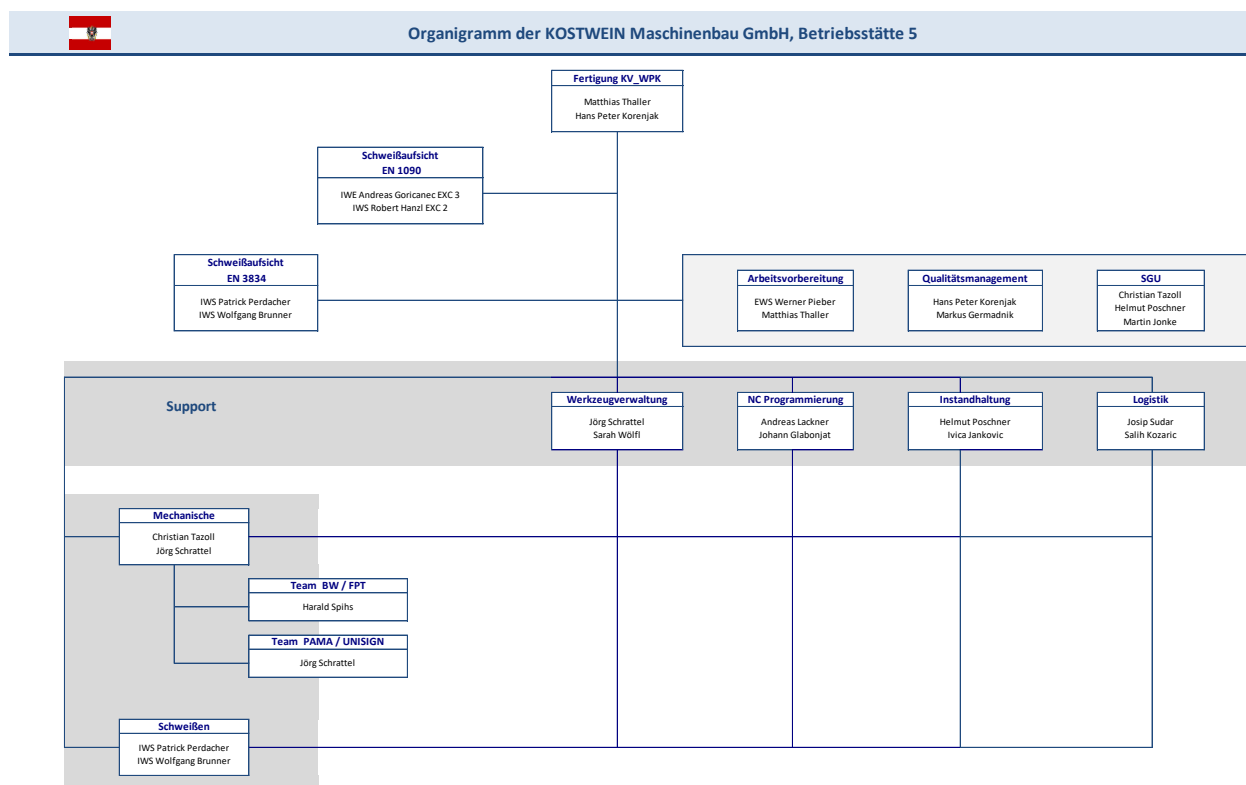 Organigramm der KOSTWEIN Maschinenbau GmbH, Betriebsstätte 5
Fertigung KV_WPK
Matthias Thaller
Hans Peter Korenjak
Schweißaufsicht
EN 1090
IWE Andreas Goricanec EXC 3
IWS Robert Hanzl EXC 2
Schweißaufsicht
EN 3834
IWS Patrick Perdacher
IWS Wolfgang Brunner
Arbeitsvorbereitung
EWS Werner Pieber
Matthias Thaller
Qualitätsmanagement
Hans Peter Korenjak
Markus Germadnik
SGU
Christian Tazoll
Helmut Poschner
Martin Jonke
Support
Werkzeugverwaltung
Jörg Schrattel
Sarah Wölfl
NC Programmierung
Andreas Lackner
Johann Glabonjat
Instandhaltung
Helmut Poschner
Ivica Jankovic
Logistik
Josip Sudar
Salih Kozaric
Mechanische
Christian Tazoll
Jörg Schrattel
Team BW / FPT
Harald Spihs
Team PAMA / UNISIGN
Jörg Schrattel
Schweißen
IWS Patrick Perdacher
IWS Wolfgang Brunner